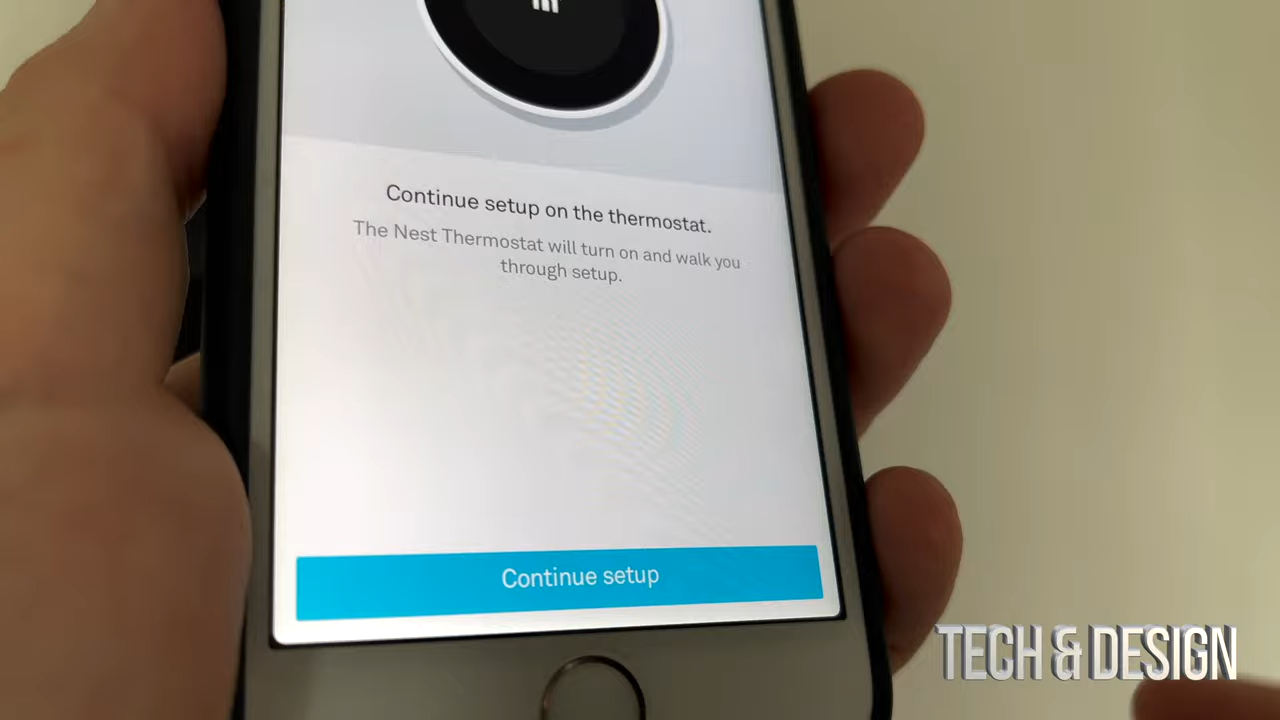 Continue setup on the thermostat.
The Nest Thermostat will turn on and walk you
through setup.
Continue setup
TECH & DESIGN